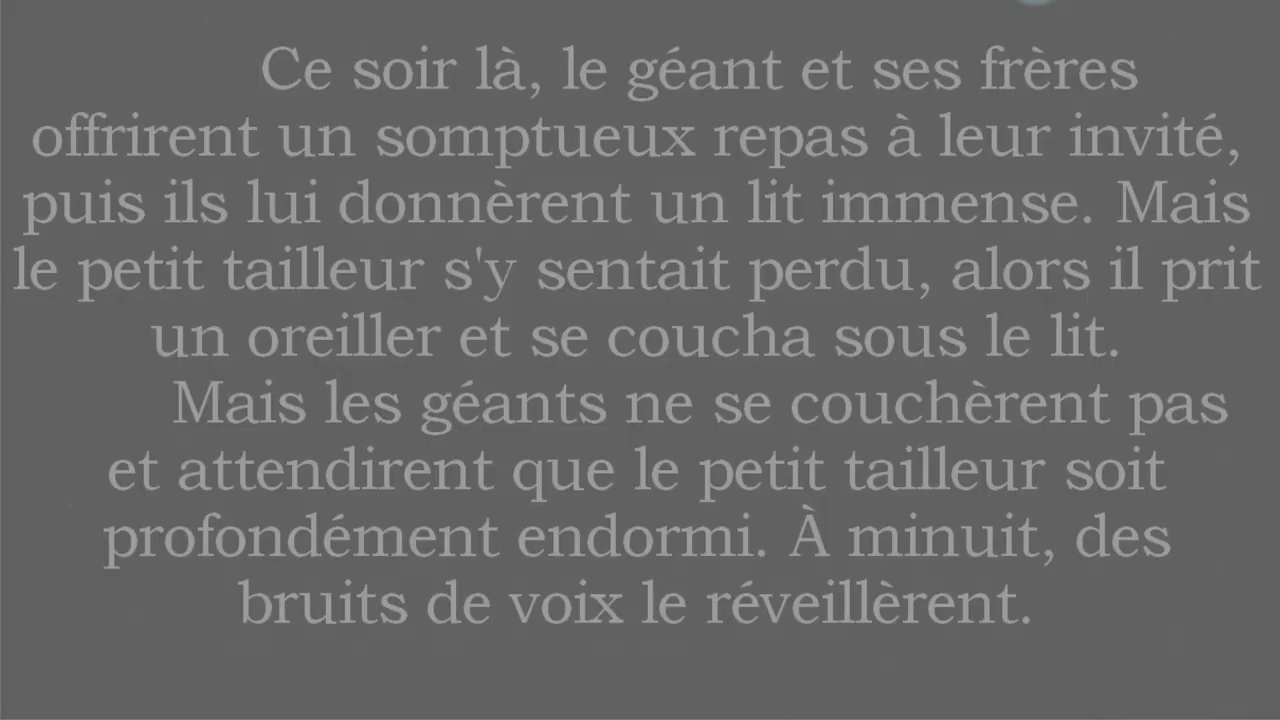 Ce soir là, le géant et ses frères
offrirent un somptueux repas à leur invité,
puis ils lui donnèrent un lit immense. Mais
le petit tailleur s'y sentait perdu, alors il prit
un oreiller et se coucha sous le lit.
Mais les géants ne se couchèrent pas
et attendirent que le petit tailleur soit
profondément endormi. À minuit, des
bruits de voix le réveillèrent.